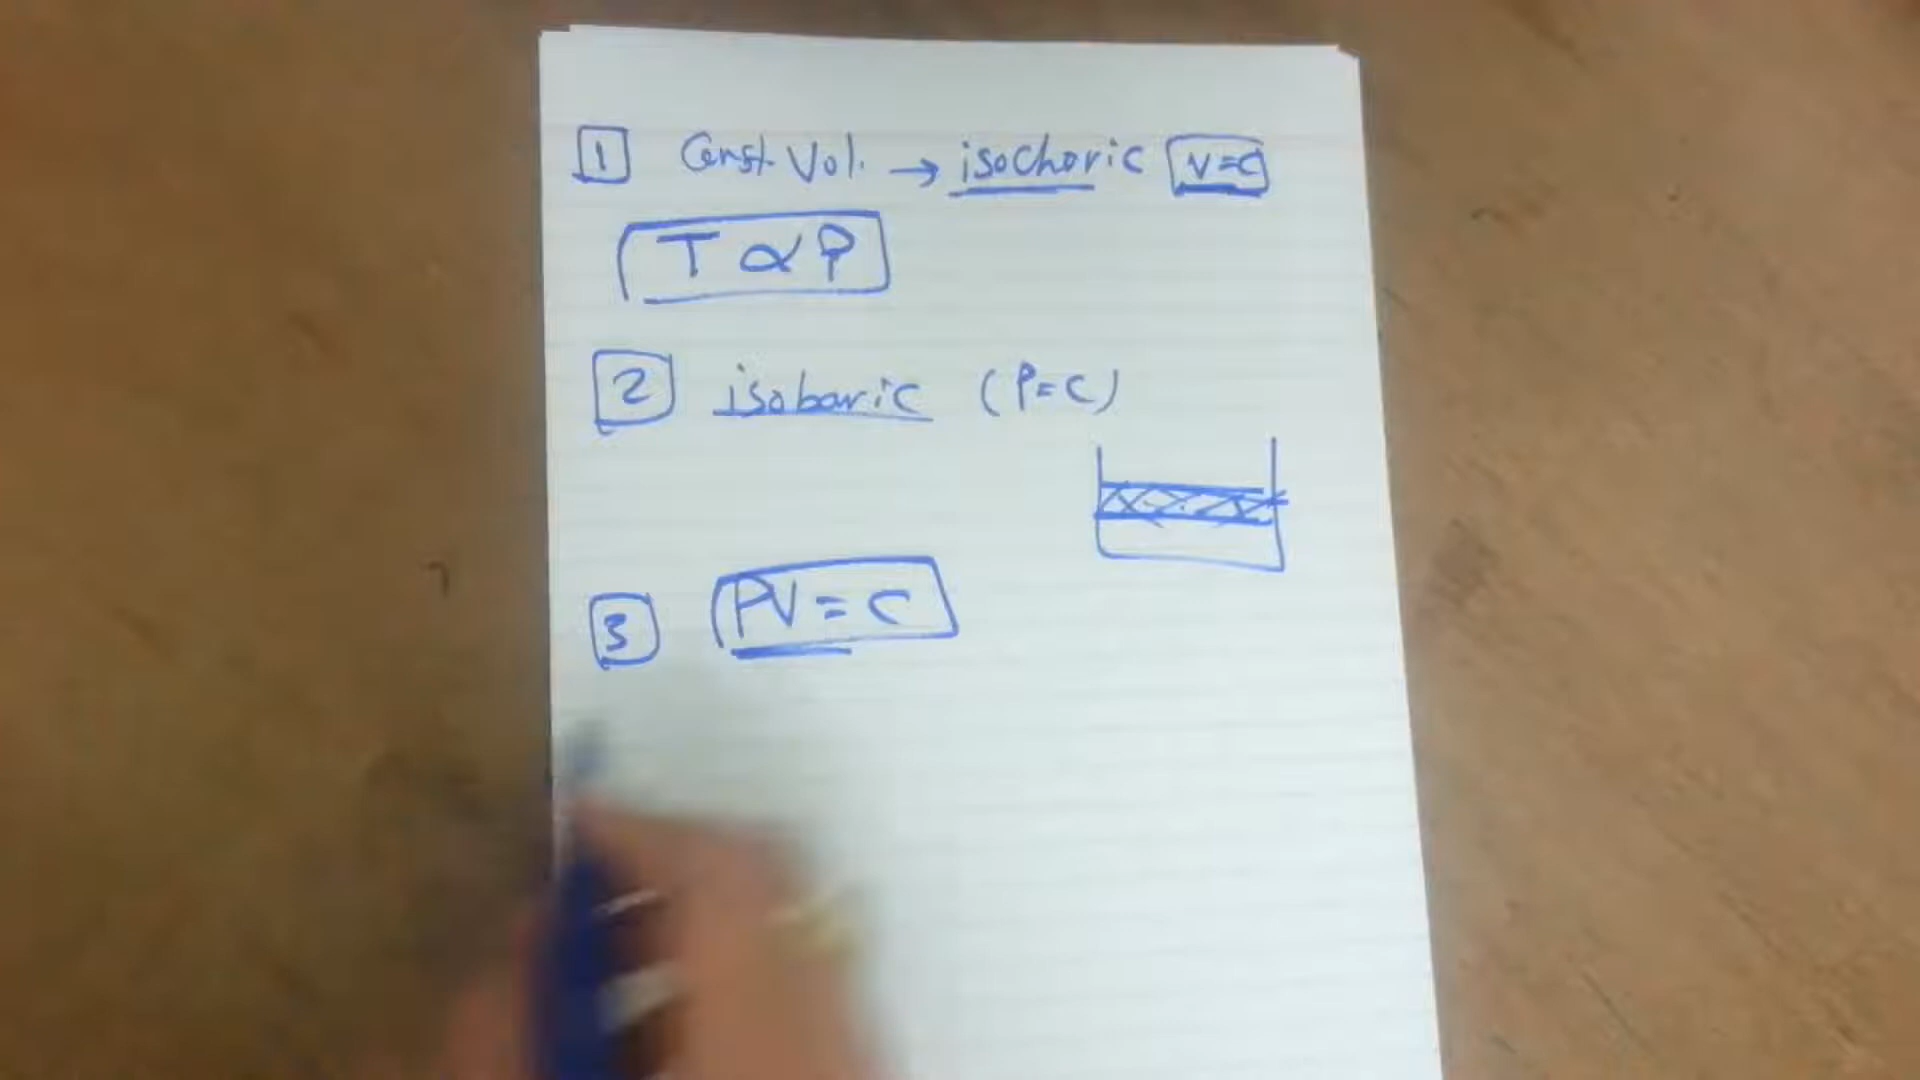 1 Const. Vol. → isochoric V=C
T ∝ P
2 isobaric (P=C)
3 PV = C